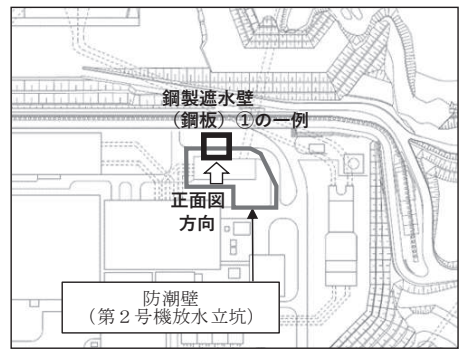 鋼製遮水壁
（鋼板）①の一例
正面図
方向
防潮壁
（第２号機放水立坑）